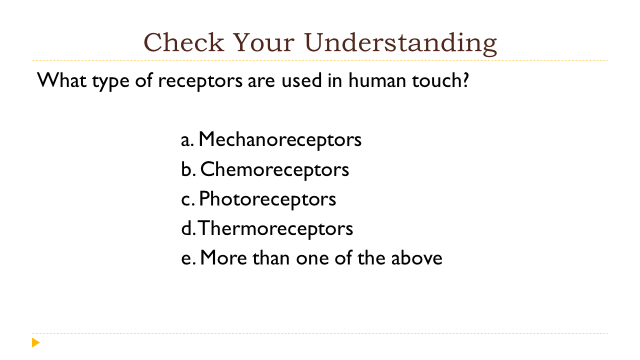 Check Your Understanding
What type of receptors are used in human touch?
a. Mechanoreceptors
b. Chemoreceptors
c. Photoreceptors
d. Thermoreceptors
e. More than one of the above